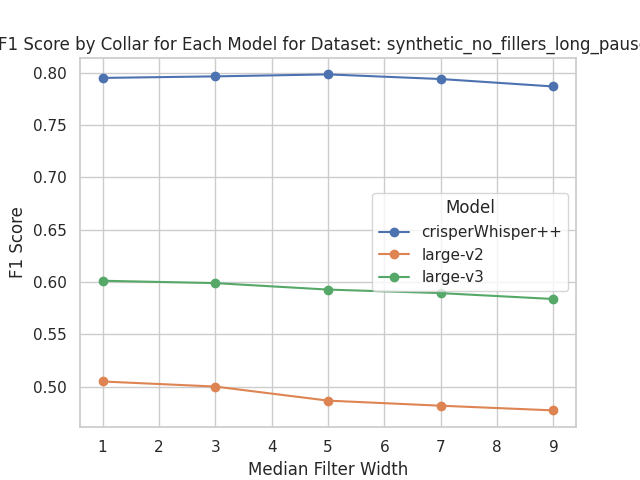 F1 Score by Collar for Each Model for Dataset: synthetic_no_fillers_long_paus
0.80
0.75
0.70
0.65
0.60
0.55
0.50
F1 Score
Model
crisperWhisper++
large-v2
large-v3
1 2 3 4 5 6 7 8 9
Median Filter Width